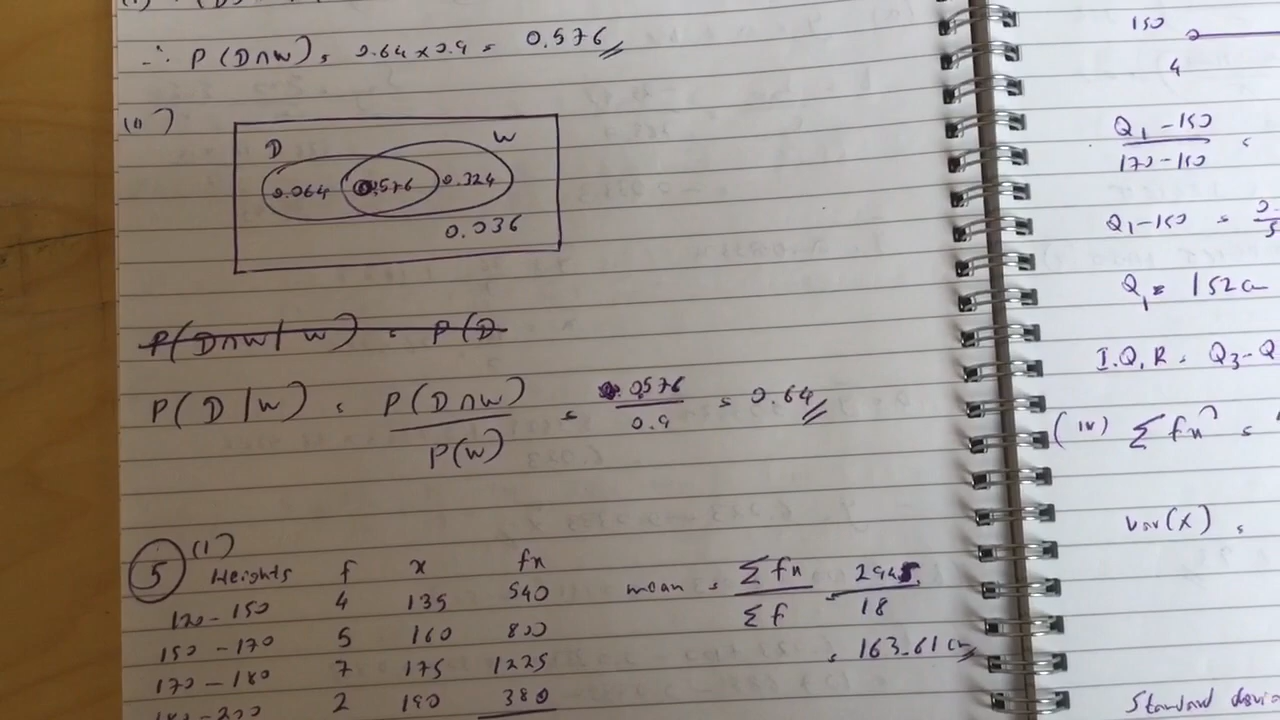 ∴ P(D∩W) = 0.64 × 0.9 = 0.576
(ii)
D W
0.064 0.576 0.324
0.036
P(D∩W | W) = P(D
P(D | W) = P(D∩W) / P(W) = 0.576 / 0.9 = 0.64
5 (i)
Heights f x fx
120 - 150 4 135 540
150 - 170 5 160 800
170 - 180 7 175 1225
180 - 200 2 190 380
mean = Σfx / Σf = 2945 / 18
= 163.61 cm
150
4
Q₁ - 150 / 170 - 150 =
Q₁ - 150 =
Q₁ = 152 cm
I.Q.R = Q₃ - Q
(iv) Σfx² =
Var(X) =
Standard devia